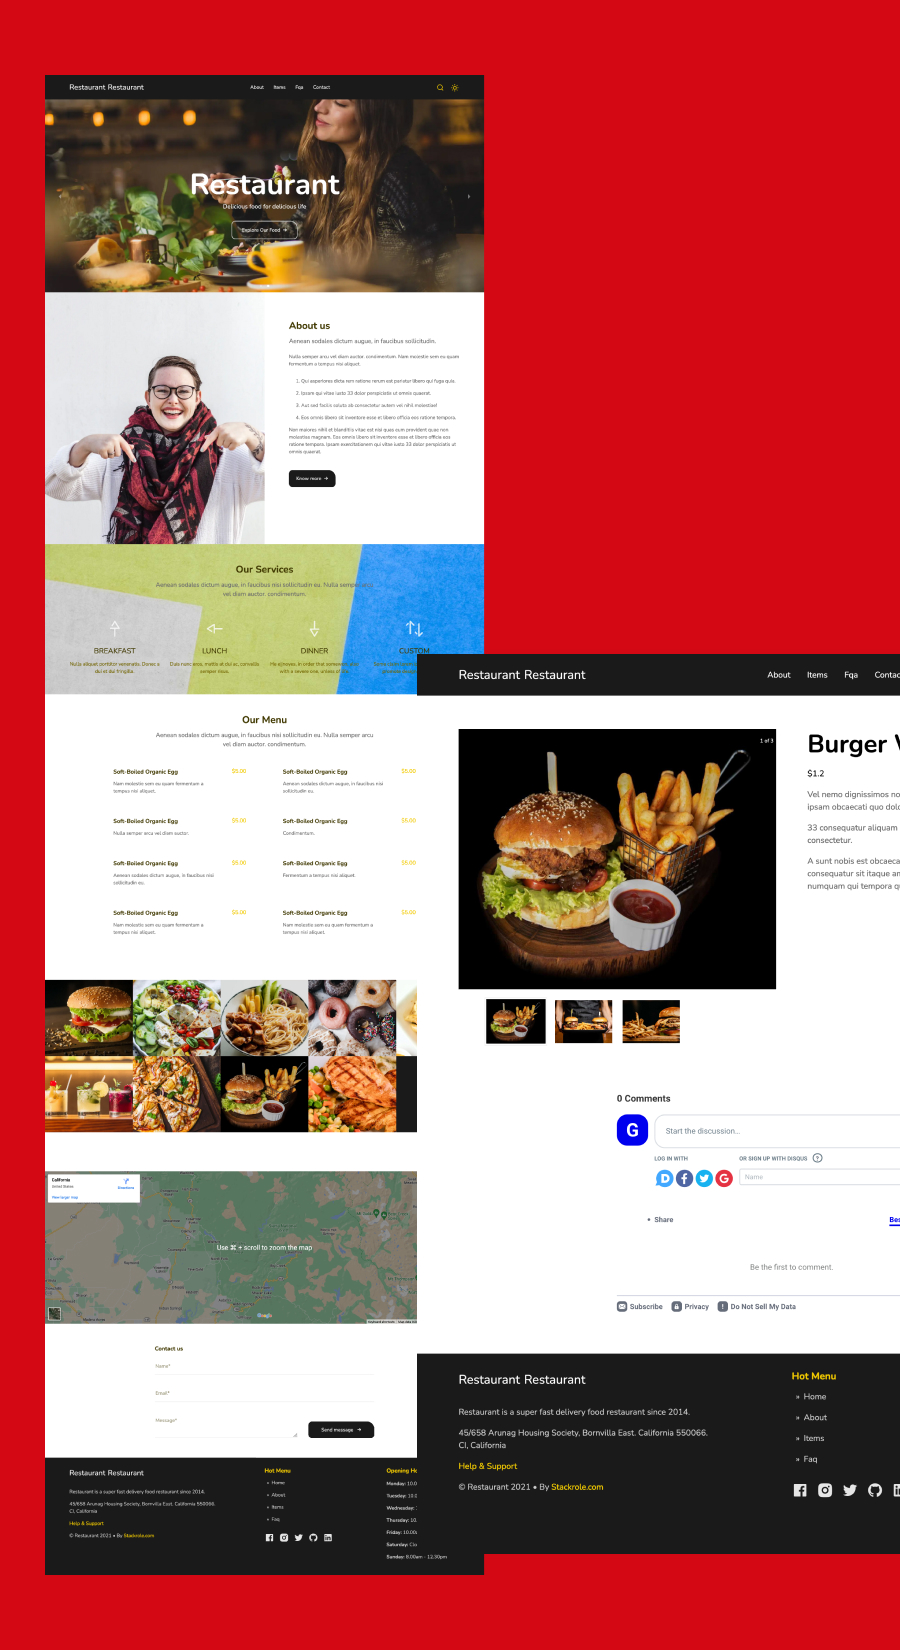 Restaurant Restaurant
About Items Fqa Contact
Restaurant
Delicious food for delicious life
Explore Our Food →
About us
Aenean sodales dictum augue, in faucibus sollicitudin.
Nulla semper arcu vel diam auctor, condimentum. Nam molestie sem eu quam
fermentum a tempus nisi aliquet.
1. Qui asperiores dicta nam ratione rerum est pariatur libero qui fuga quia.
2. Ipsam qui vitae iusto 33 dolor perspiciatis ut omnis quaerat.
3. Aut sed facilis soluta ab consectetur autem vel nihil molestiae!
4. Eos omnis libero sit inventore esse et libero officia eos ratione tempora.
Non maiores nihil et blanditiis vitae est nisi quas eum provident quae non
molestias magnam. Eos omnis libero sit inventore esse et libero officia eos
ratione tempora. Ipsam exercitationem qui vitae iusto 33 dolor perspiciatis ut
omnis quaerat.
Know more →
Our Services
Aenean sodales dictum augue, in faucibus nisi sollicitudin eu. Nulla semper arcu
vel diam auctor. condimentum.
BREAKFAST LUNCH DINNER CUSTOM
Nulla aliquet porttitor venenatis. Donec a
dui et dui fringilla.
Duis nunc arcu, mattis at dui ac, convallis
semper risus.
He ejnoves, in order that someone
with a severe one, unless of
Our Menu
Aenean sodales dictum augue, in faucibus nisi sollicitudin eu. Nulla semper arcu
vel diam auctor. condimentum.
Soft-Boiled Organic Egg $5.00
Nam molestie sem eu quam fermentum a
tempus nisi aliquet.
Soft-Boiled Organic Egg $5.00
Aenean sodales dictum augue, in faucibus nisi
sollicitudin eu.
Soft-Boiled Organic Egg $5.00
Nulla semper arcu vel diam auctor.
Soft-Boiled Organic Egg $5.00
Condimentum.
Soft-Boiled Organic Egg $5.00
Aenean sodales dictum augue, in faucibus nisi
sollicitudin eu.
Soft-Boiled Organic Egg $5.00
Fermentum a tempus nisi aliquet.
Soft-Boiled Organic Egg $5.00
Nam molestie sem eu quam fermentum a
tempus nisi aliquet.
Soft-Boiled Organic Egg $5.00
Nam molestie sem eu quam fermentum a
tempus nisi aliquet.
California
United States
Directions
View larger map
Use ⌘ + scroll to zoom the map
Google
Contact us
Name*
Email*
Message*
Send message →
Restaurant Restaurant
Restaurant is a super fast delivery food restaurant since 2014.
45/658 Arunag Housing Society, Bornvilla East. California 550066.
CI, California
Help & Support
© Restaurant 2021 • By Stackrole.com
Hot Menu
» Home
» About
» Items
» Faq
Opening Ho
Monday: 10.0
Tuesday: 10.0
Wednesday:
Thursday: 10.
Friday: 10.00
Saturday: Clo
Sunday: 8.00am - 12.30pm
Restaurant Restaurant
About Items Fqa Contac
1 of 3
Burger
$1.2
Vel nemo dignissimos no
ipsam obcaecati quo dolo
33 consequatur aliquam
consectetur.
A sunt nobis est obcaeca
consequatur sit itaque am
numquam qui tempora q
0 Comments
G
Start the discussion...
LOG IN WITH
OR SIGN UP WITH DISQUS ?
Name
• Share
Bes
Be the first to comment.
Subscribe Privacy Do Not Sell My Data
Restaurant Restaurant
Restaurant is a super fast delivery food restaurant since 2014.
45/658 Arunag Housing Society, Bornvilla East. California 550066.
CI, California
Help & Support
© Restaurant 2021 • By Stackrole.com
Hot Menu
» Home
» About
» Items
» Faq